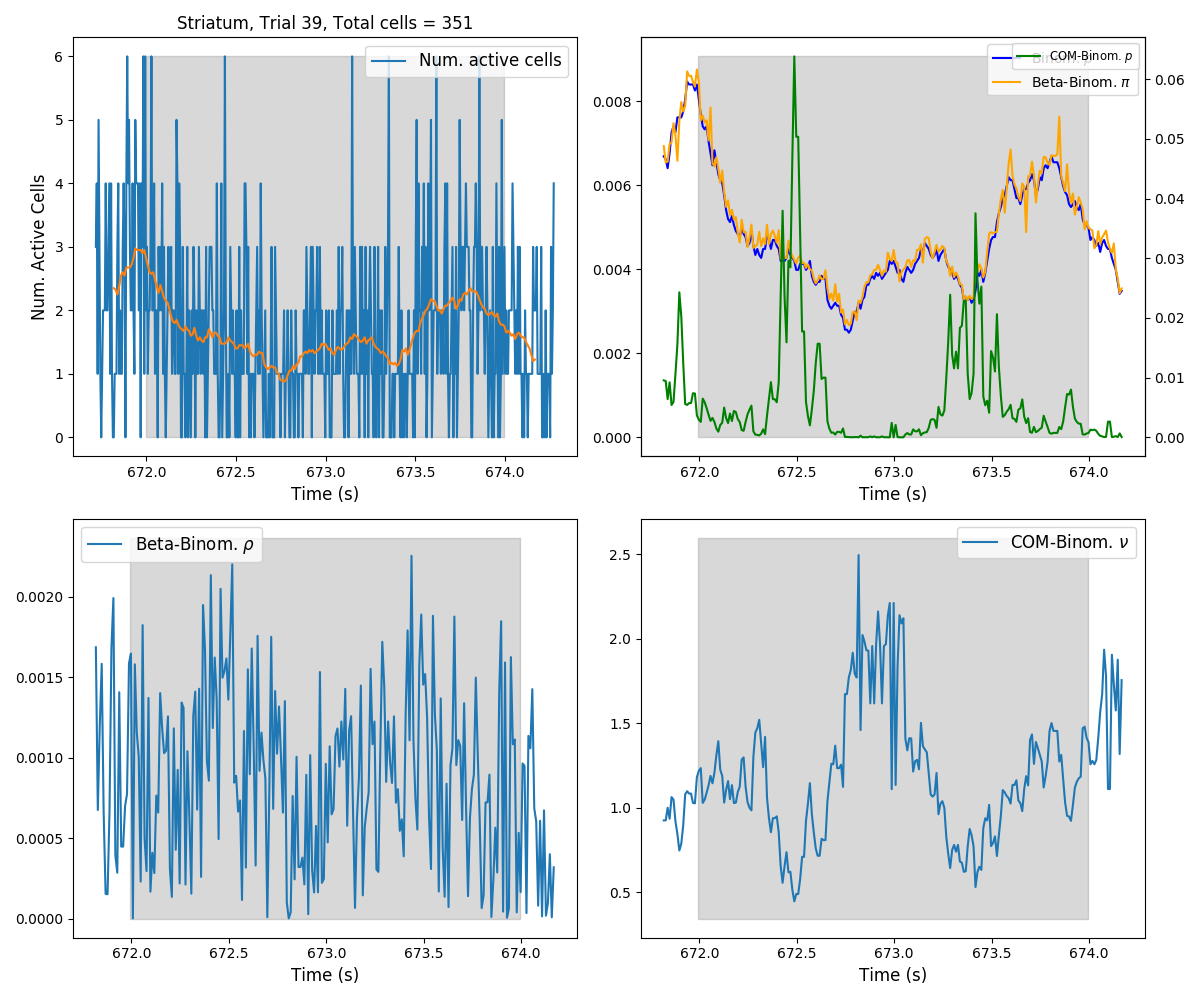 Striatum, Trial 39, Total cells = 351
Num. active cells
Num. Active Cells
6
5
4
3
2
1
0
672.0 672.5 673.0 673.5 674.0
Time (s)
COM-Binom. p
Beta-Binom. π
0.008
0.006
0.004
0.002
0.000
0.06
0.05
0.04
0.03
0.02
0.01
0.00
672.0 672.5 673.0 673.5 674.0
Time (s)
Beta-Binom. ρ
0.0020
0.0015
0.0010
0.0005
0.0000
672.0 672.5 673.0 673.5 674.0
Time (s)
COM-Binom. ν
2.5
2.0
1.5
1.0
0.5
672.0 672.5 673.0 673.5 674.0
Time (s)